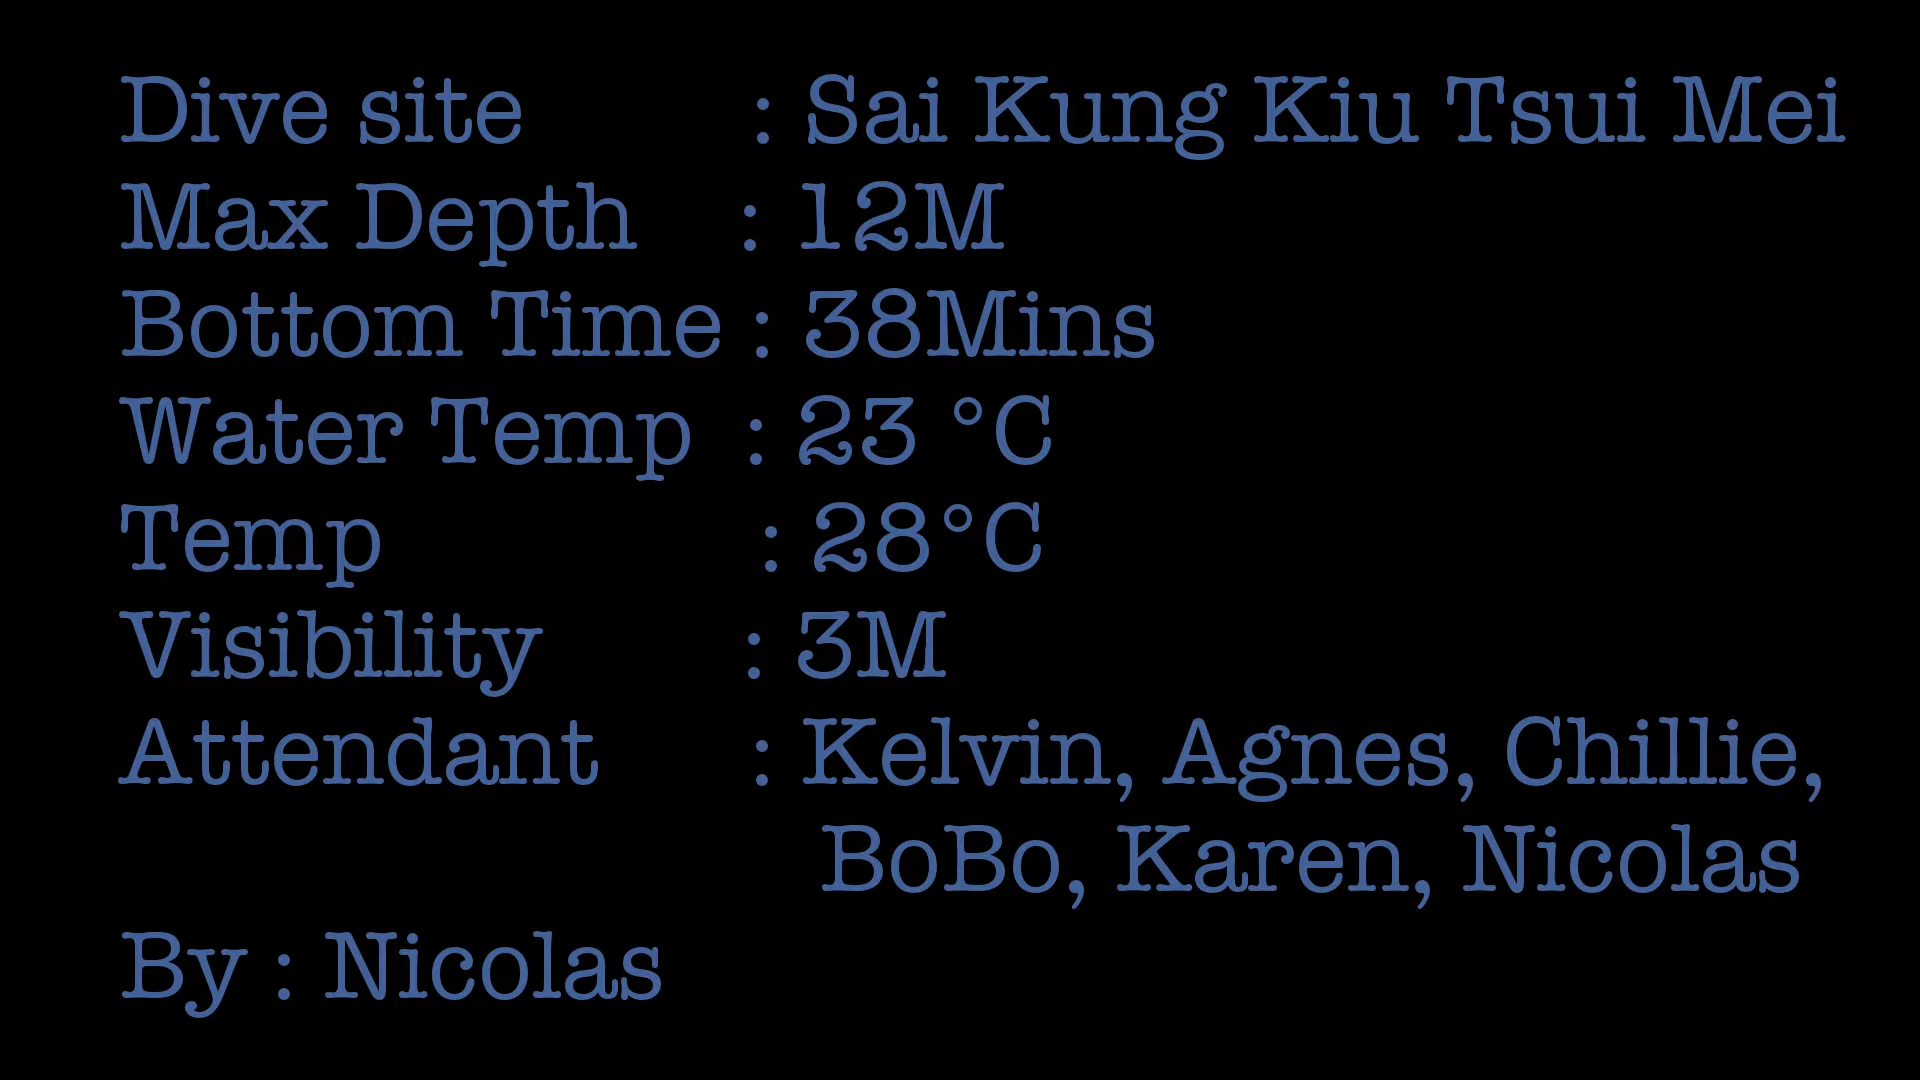 Dive site : Sai Kung Kiu Tsui Mei
Max Depth : 12M
Bottom Time : 38Mins
Water Temp : 23 °C
Temp : 28°C
Visibility : 3M
Attendant : Kelvin, Agnes, Chillie,
BoBo, Karen, Nicolas
By : Nicolas